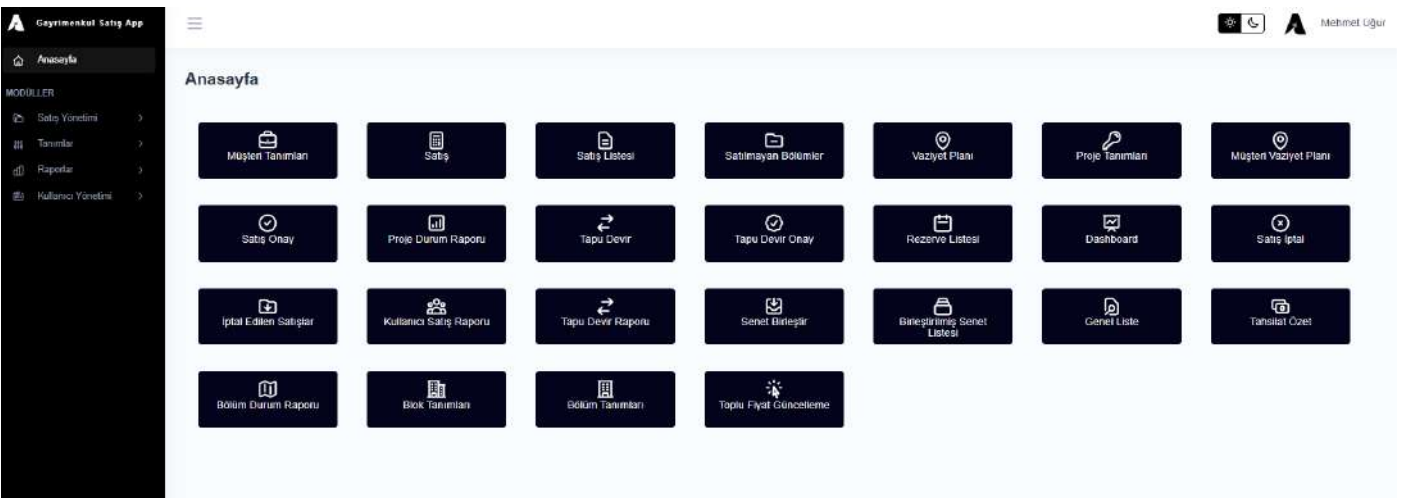 Gayrimenkul Satış App
Mehmet Uğur
Anasayfa
MODÜLLER
Satış Yönetimi
Tanımlar
Raporlar
Kullanıcı Yönetimi
Anasayfa
Müşteri Tanımları
Satış
Satış Listesi
Satılmayan Bölümler
Vaziyet Planı
Proje Tanımları
Müşteri Vaziyet Planı
Satış Onay
Proje Durum Raporu
Tapu Devir
Tapu Devir Onay
Rezerve Listesi
Dashboard
Satış İptal
İptal Edilen Satışlar
Kullanıcı Satış Raporu
Tapu Devir Raporu
Senet Birleştir
Birleştirilmiş Senet
Listesi
Genel Liste
Tahsilat Özet
Bölüm Durum Raporu
Blok Tanımları
Bölüm Tanımları
Toplu Fiyat Güncelleme